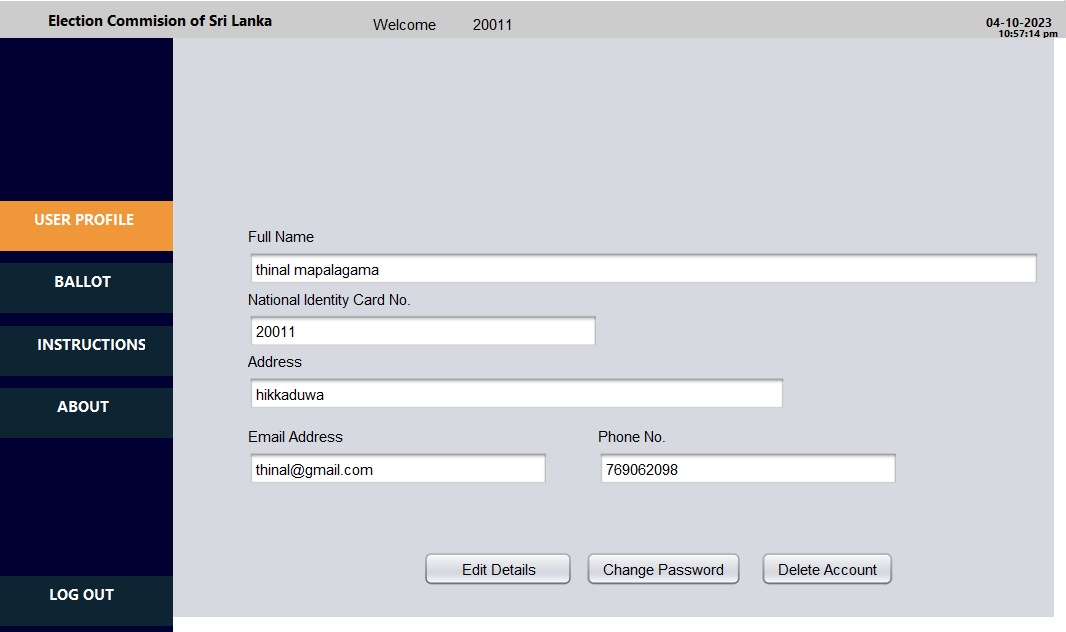 Election Commision of Sri Lanka Welcome 20011 04-10-2023
10:57:14 pm
USER PROFILE
BALLOT
INSTRUCTIONS
ABOUT
LOG OUT
Full Name
thinal mapalagama
National Identity Card No.
20011
Address
hikkaduwa
Email Address Phone No.
thinal@gmail.com 769062098
Edit Details Change Password Delete Account